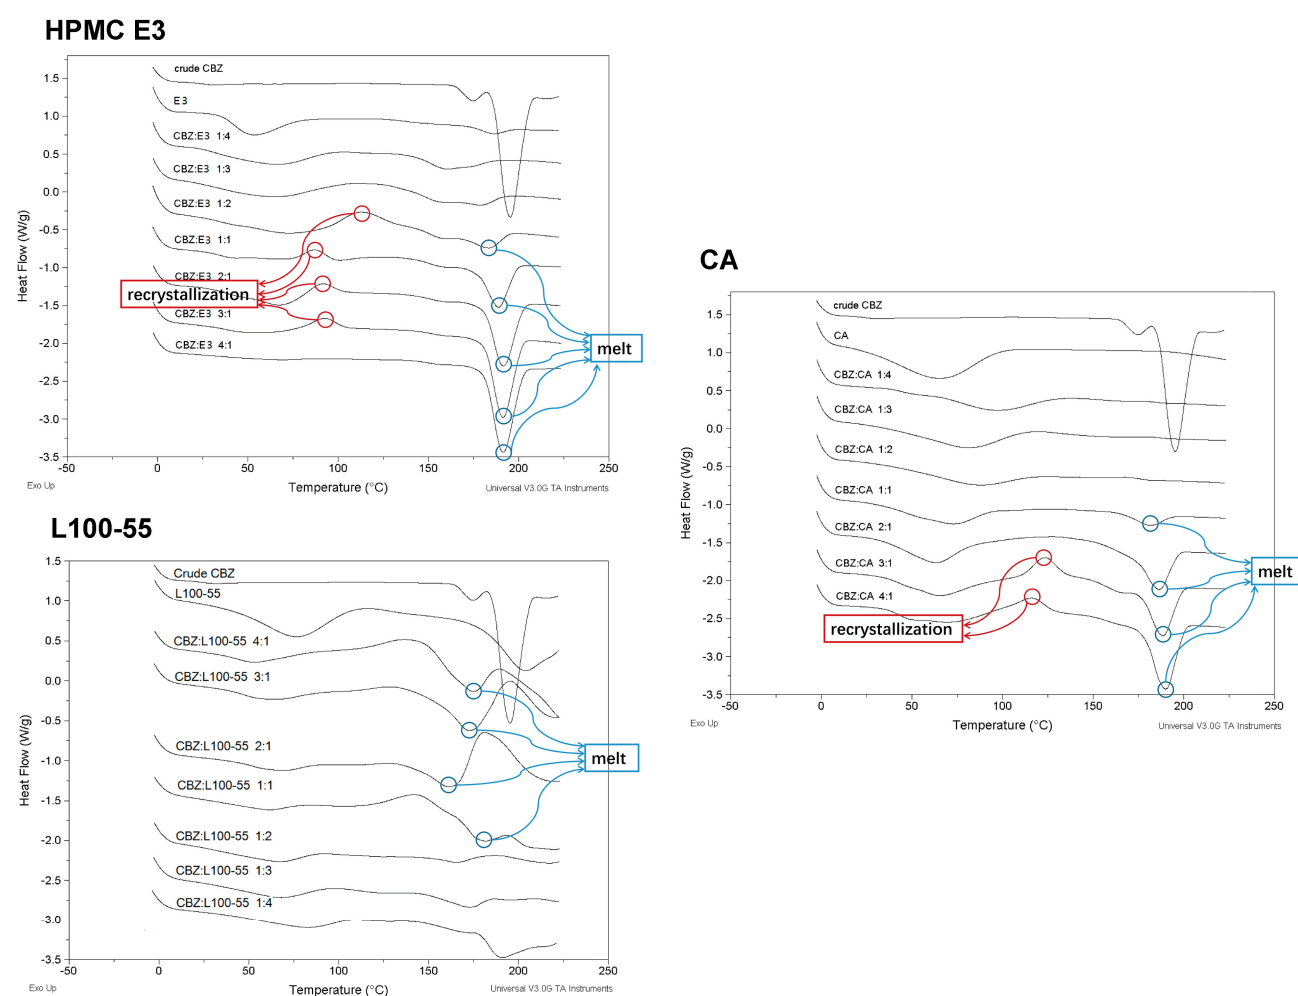 HPMC E3
1.5
1.0
0.5
0.0
-0.5
-1.0
-1.5
-2.0
-2.5
-3.0
-3.5
Heat Flow (W/g)
crude CBZ
E3
CBZ:E3 1:4
CBZ:E3 1:3
CBZ:E3 1:2
CBZ:E3 1:1
CBZ:E3 2:1
recrystallization
CBZ:E3 3:1
CBZ:E3 4:1
melt
-50
0
50
100
150
200
250
Exo Up
Temperature (°C)
Universal V3.0G TA Instruments
CA
1.5
1.0
0.5
0.0
-0.5
-1.0
-1.5
-2.0
-2.5
-3.0
-3.5
Heat Flow (W/g)
crude CBZ
CA
CBZ:CA 1:4
CBZ:CA 1:3
CBZ:CA 1:2
CBZ:CA 1:1
CBZ:CA 2:1
CBZ:CA 3:1
CBZ:CA 4:1
recrystallization
melt
-50
0
50
100
150
200
250
Exo Up
Temperature (°C)
Universal V3.0G TA Instruments
L100-55
1.5
1.0
0.5
0.0
-0.5
-1.0
-1.5
-2.0
-2.5
-3.0
-3.5
Heat Flow (W/g)
Crude CBZ
L100-55
CBZ:L100-55 4:1
CBZ:L100-55 3:1
CBZ:L100-55 2:1
CBZ:L100-55 1:1
CBZ:L100-55 1:2
CBZ:L100-55 1:3
CBZ:L100-55 1:4
melt
-50
0
50
100
150
200
250
Exo Up
Temperature (°C)
Universal V3.0G TA Instruments